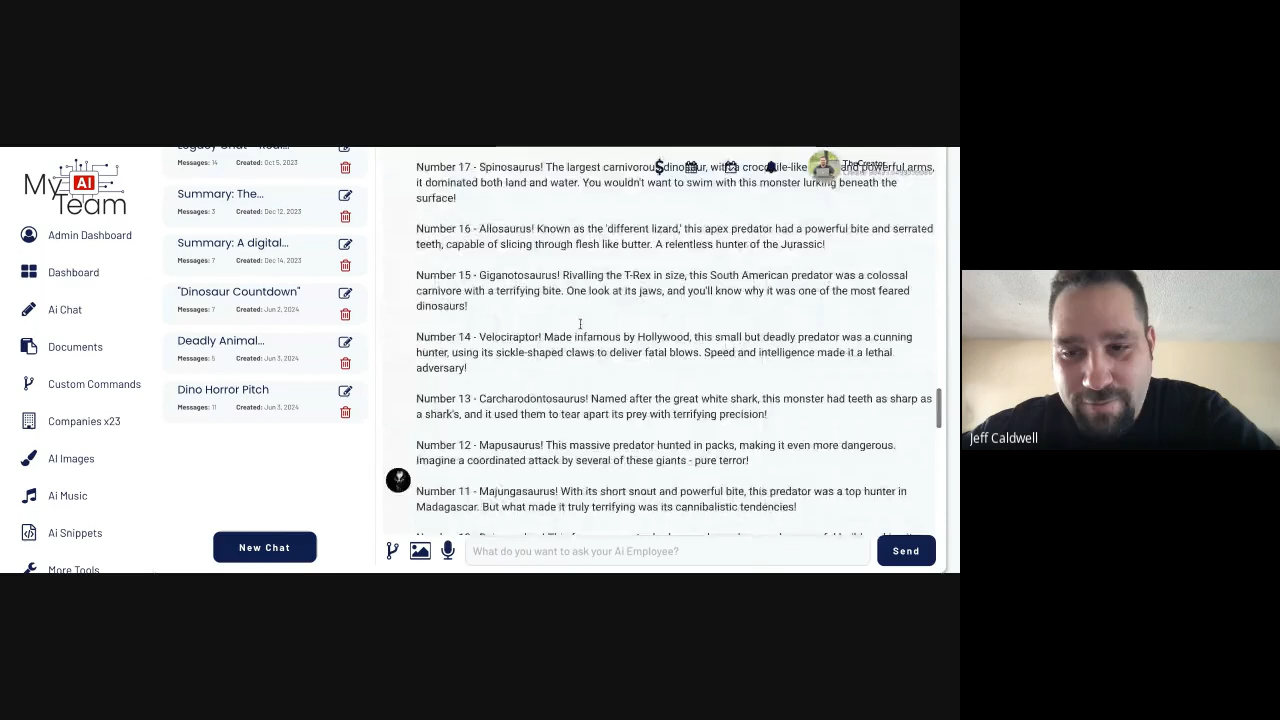 My AI Team
Admin Dashboard
Dashboard
Ai Chat
Documents
Custom Commands
Companies x23
AI Images
Ai Music
Ai Snippets
More Tools
Messages: 14 Created: Oct 5, 2023
Summary: The...
Messages: 3 Created: Dec 12, 2023
Summary: A digital...
Messages: 7 Created: Dec 14, 2023
"Dinosaur Countdown"
Messages: 7 Created: Jun 2, 2024
Deadly Animal...
Messages: 5 Created: Jun 3, 2024
Dino Horror Pitch
Messages: 11 Created: Jun 3, 2024
New Chat
TheCreator
Number 17 - Spinosaurus! The largest carnivorous dinosaur, with a crocodile-like and powerful arms,
it dominated both land and water. You wouldn't want to swim with this monster lurking beneath the
surface!
Number 16 - Allosaurus! Known as the 'different lizard,' this apex predator had a powerful bite and serrated
teeth, capable of slicing through flesh like butter. A relentless hunter of the Jurassic!
Number 15 - Giganotosaurus! Rivalling the T-Rex in size, this South American predator was a colossal
carnivore with a terrifying bite. One look at its jaws, and you'll know why it was one of the most feared
dinosaurs!
Number 14 - Velociraptor! Made infamous by Hollywood, this small but deadly predator was a cunning
hunter, using its sickle-shaped claws to deliver fatal blows. Speed and intelligence made it a lethal
adversary!
Number 13 - Carcharodontosaurus! Named after the great white shark, this monster had teeth as sharp as
a shark's, and it used them to tear apart its prey with terrifying precision!
Number 12 - Mapusaurus! This massive predator hunted in packs, making it even more dangerous.
Imagine a coordinated attack by several of these giants - pure terror!
Number 11 - Majungasaurus! With its short snout and powerful bite, this predator was a top hunter in
Madagascar. But what made it truly terrifying was its cannibalistic tendencies!
What do you want to ask your Ai Employee?
Send
Jeff Caldwell